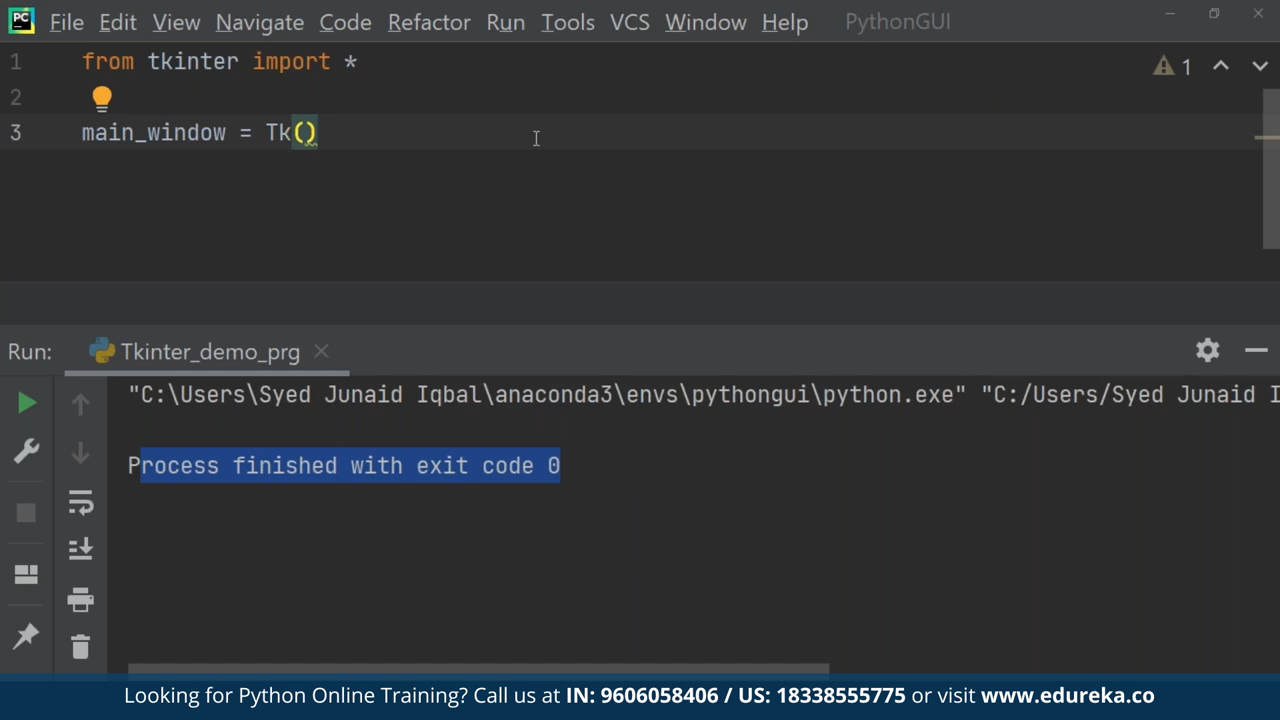 PC File Edit View Navigate Code Refactor Run Tools VCS Window Help PythonGUI
1 from tkinter import * 1
2
3 main_window = Tk()
Run: Tkinter_demo_prg
"C:\Users\Syed Junaid Iqbal\anaconda3\envs\pythongui\python.exe" "C:/Users/Syed Junaid I
Process finished with exit code 0
Looking for Python Online Training? Call us at IN: 9606058406 / US: 18338555775 or visit www.edureka.co